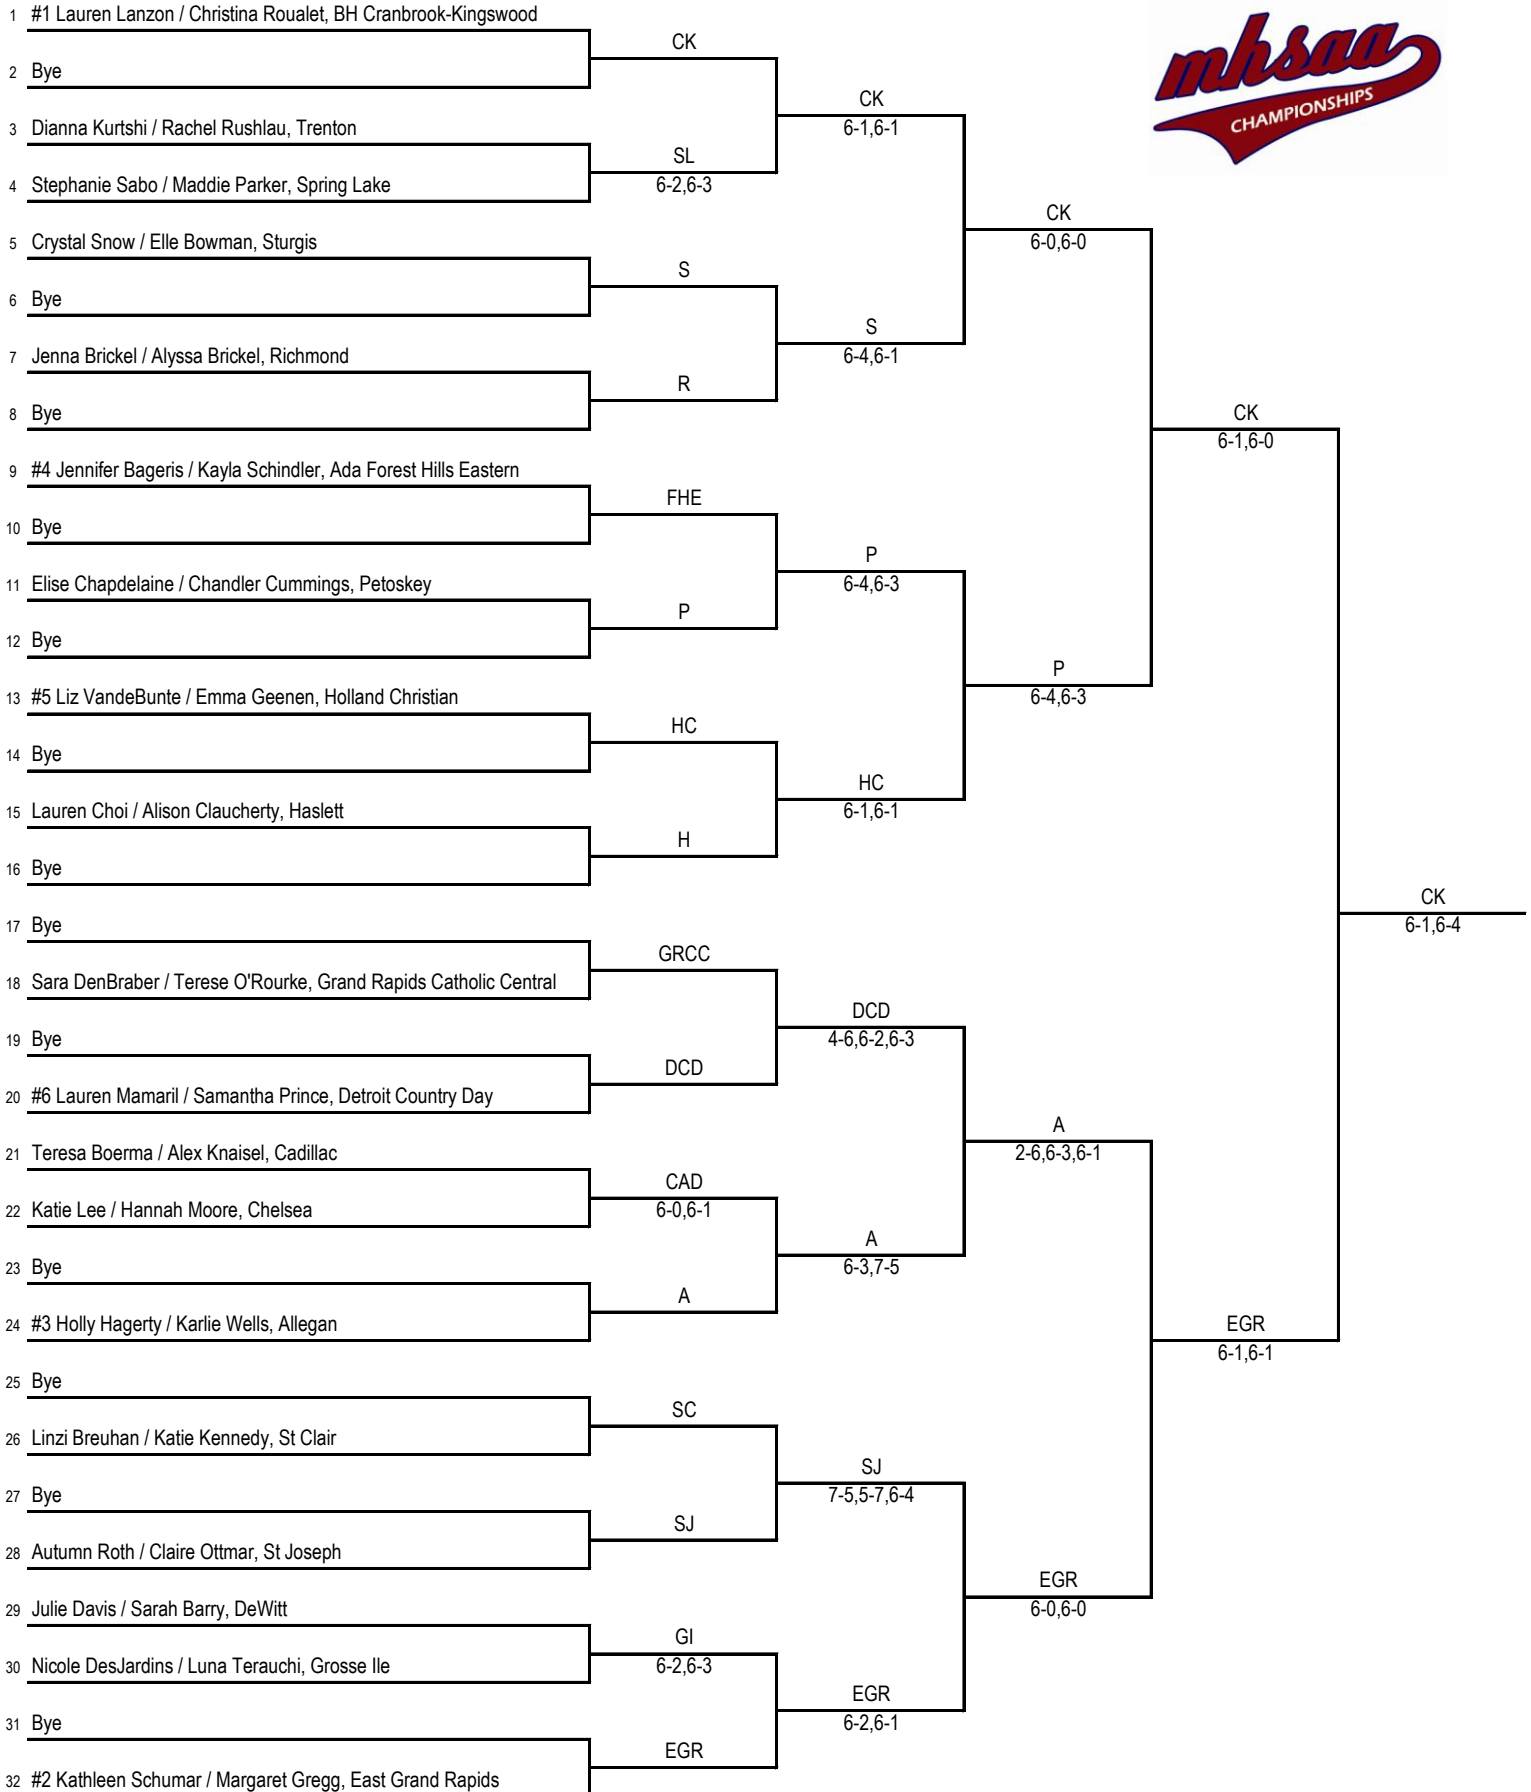 1 #1 Lauren Lanzon / Christina Roualet, BH Cranbrook-Kingswood
mhsaa
CHAMPIONSHIPS
CK
2 Bye
CK
6-1,6-1
3 Dianna Kurtshi / Rachel Rushlau, Trenton
SL
6-2,6-3
4 Stephanie Sabo / Maddie Parker, Spring Lake
CK
6-0,6-0
5 Crystal Snow / Elle Bowman, Sturgis
S
6 Bye
S
6-4,6-1
7 Jenna Brickel / Alyssa Brickel, Richmond
R
8 Bye
CK
6-1,6-0
9 #4 Jennifer Bageris / Kayla Schindler, Ada Forest Hills Eastern
FHE
10 Bye
P
6-4,6-3
11 Elise Chapdelaine / Chandler Cummings, Petoskey
P
12 Bye
P
6-4,6-3
13 #5 Liz VandeBunte / Emma Geenen, Holland Christian
HC
14 Bye
HC
6-1,6-1
15 Lauren Choi / Alison Claucherty, Haslett
H
16 Bye
CK
6-1,6-4
17 Bye
GRCC
18 Sara DenBraber / Terese O'Rourke, Grand Rapids Catholic Central
DCD
4-6,6-2,6-3
19 Bye
DCD
20 #6 Lauren Mamaril / Samantha Prince, Detroit Country Day
A
2-6,6-3,6-1
21 Teresa Boerma / Alex Knaisel, Cadillac
CAD
6-0,6-1
22 Katie Lee / Hannah Moore, Chelsea
A
6-3,7-5
23 Bye
A
24 #3 Holly Hagerty / Karlie Wells, Allegan
EGR
6-1,6-1
25 Bye
SC
26 Linzi Breuhan / Katie Kennedy, St Clair
SJ
7-5,5-7,6-4
27 Bye
SJ
28 Autumn Roth / Claire Ottmar, St Joseph
EGR
6-0,6-0
29 Julie Davis / Sarah Barry, DeWitt
GI
6-2,6-3
30 Nicole DesJardins / Luna Terauchi, Grosse Ile
EGR
6-2,6-1
31 Bye
EGR
32 #2 Kathleen Schumar / Margaret Gregg, East Grand Rapids